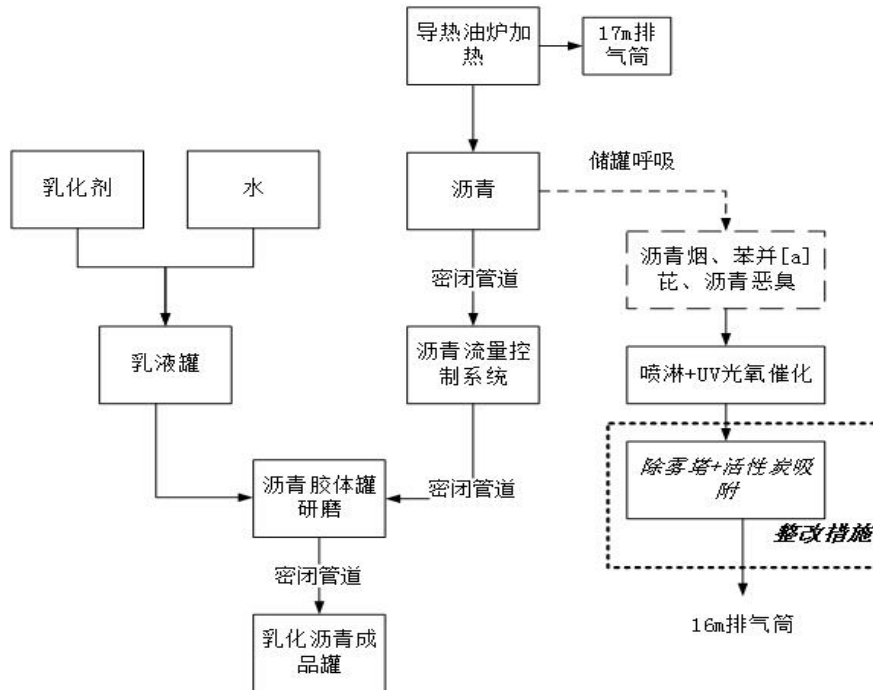 导热油炉加
热
17m排
气筒
储罐呼吸
乳化剂
水
沥青
沥青烟、苯并[a]
芘、沥青恶臭
密闭管道
乳液罐
沥青流量控
制系统
喷淋+UV光氧催化
除雾塔+活性炭吸
附
整改措施
沥青胶体罐
研磨
密闭管道
密闭管道
16m排气筒
乳化沥青成
品罐